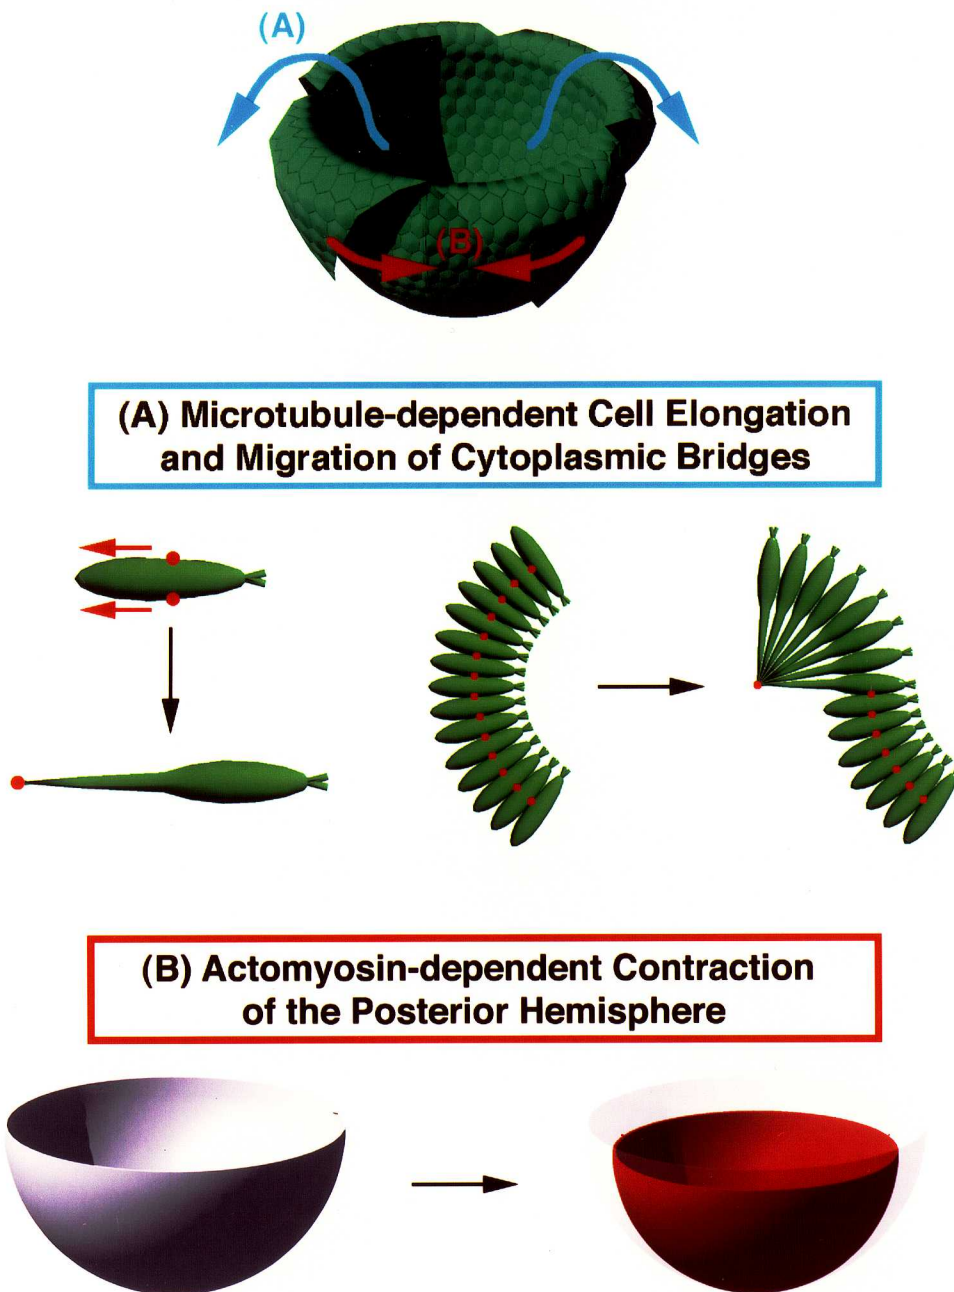 (A)
(B)
(A) Microtubule-dependent Cell Elongation
and Migration of Cytoplasmic Bridges
(B) Actomyosin-dependent Contraction
of the Posterior Hemisphere